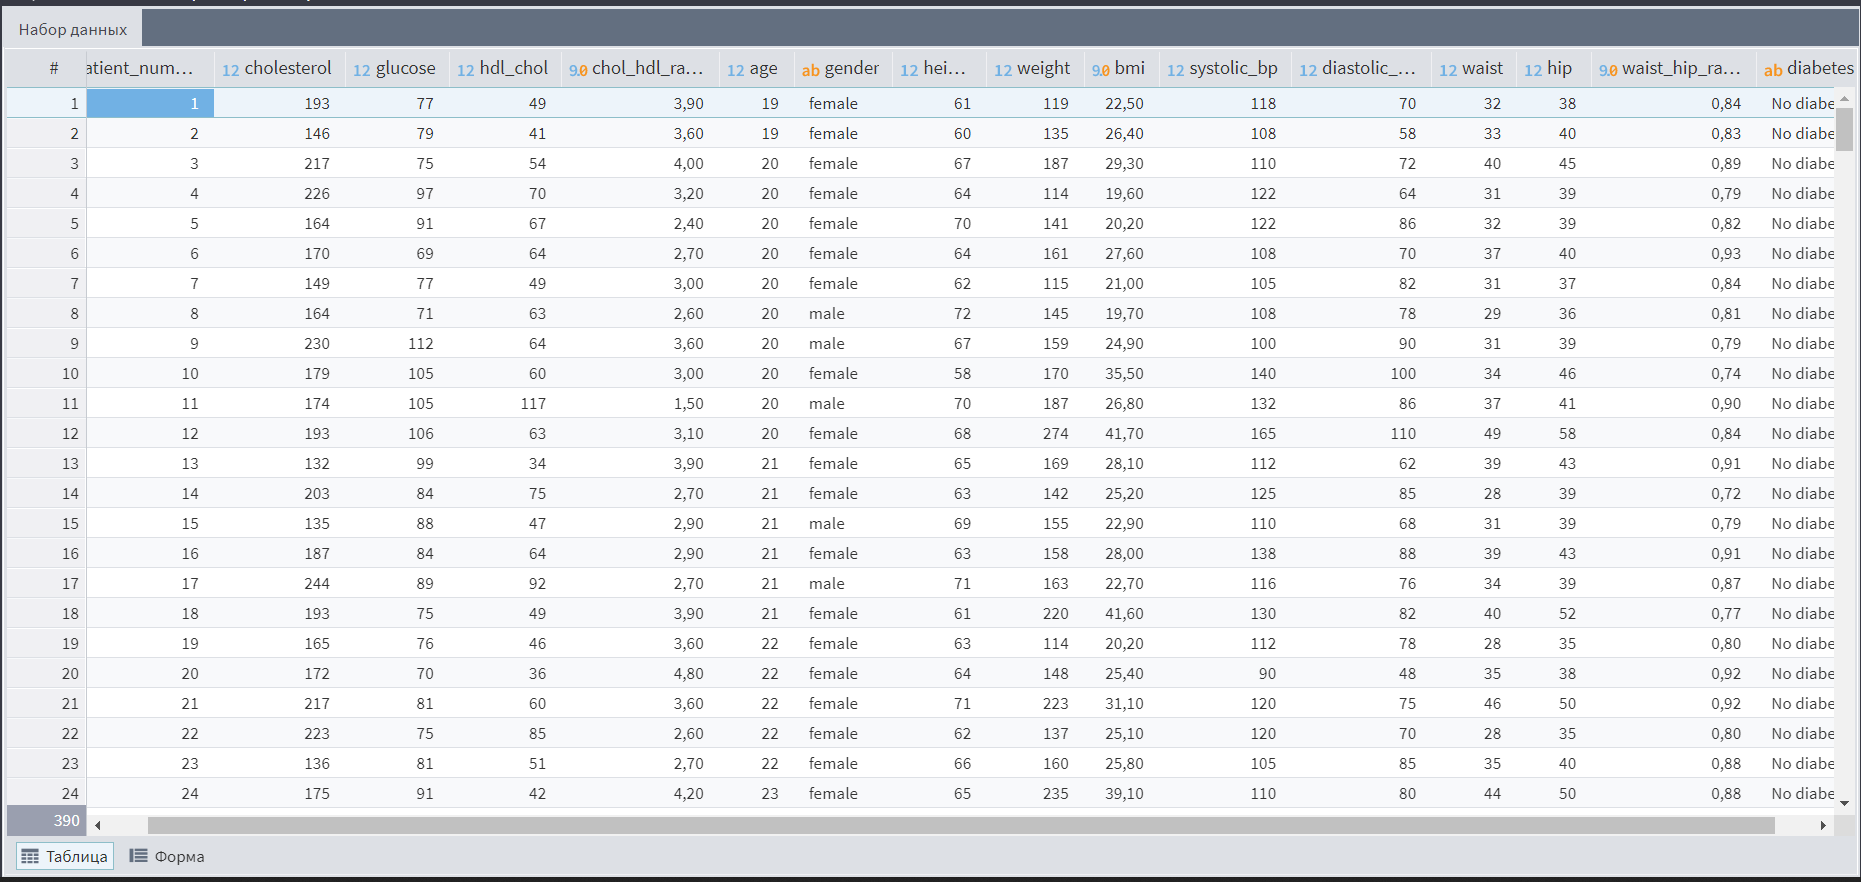 Набор данных
# atient_num... 12 cholesterol 12 glucose 12 hdl_chol 9.0 chol_hdl_ra... 12 age ab gender 12 hei... 12 weight 9.0 bmi 12 systolic_bp 12 diastolic_... 12 waist 12 hip 9.0 waist_hip_ra... ab diabetes
1 1 193 77 49 3,90 19 female 61 119 22,50 118 70 32 38 0,84 No diabe
2 2 146 79 41 3,60 19 female 60 135 26,40 108 58 33 40 0,83 No diabe
3 3 217 75 54 4,00 20 female 67 187 29,30 110 72 40 45 0,89 No diabe
4 4 226 97 70 3,20 20 female 64 114 19,60 122 64 31 39 0,79 No diabe
5 5 164 91 67 2,40 20 female 70 141 20,20 122 86 32 39 0,82 No diabe
6 6 170 69 64 2,70 20 female 64 161 27,60 108 70 37 40 0,93 No diabe
7 7 149 77 49 3,00 20 female 62 115 21,00 105 82 31 37 0,84 No diabe
8 8 164 71 63 2,60 20 male 72 145 19,70 108 78 29 36 0,81 No diabe
9 9 230 112 64 3,60 20 male 67 159 24,90 100 90 31 39 0,79 No diabe
10 10 179 105 60 3,00 20 female 58 170 35,50 140 100 34 46 0,74 No diabe
11 11 174 105 117 1,50 20 male 70 187 26,80 132 86 37 41 0,90 No diabe
12 12 193 106 63 3,10 20 female 68 274 41,70 165 110 49 58 0,84 No diabe
13 13 132 99 34 3,90 21 female 65 169 28,10 112 62 39 43 0,91 No diabe
14 14 203 84 75 2,70 21 female 63 142 25,20 125 85 28 39 0,72 No diabe
15 15 135 88 47 2,90 21 male 69 155 22,90 110 68 31 39 0,79 No diabe
16 16 187 84 64 2,90 21 female 63 158 28,00 138 88 39 43 0,91 No diabe
17 17 244 89 92 2,70 21 male 71 163 22,70 116 76 34 39 0,87 No diabe
18 18 193 75 49 3,90 21 female 61 220 41,60 130 82 40 52 0,77 No diabe
19 19 165 76 46 3,60 22 female 63 114 20,20 112 78 28 35 0,80 No diabe
20 20 172 70 36 4,80 22 female 64 148 25,40 90 48 35 38 0,92 No diabe
21 21 217 81 60 3,60 22 female 71 223 31,10 120 75 46 50 0,92 No diabe
22 22 223 75 85 2,60 22 female 62 137 25,10 120 70 28 35 0,80 No diabe
23 23 136 81 51 2,70 22 female 66 160 25,80 105 85 35 40 0,88 No diabe
24 24 175 91 42 4,20 23 female 65 235 39,10 110 80 44 50 0,88 No diabe
390
Таблица Форма